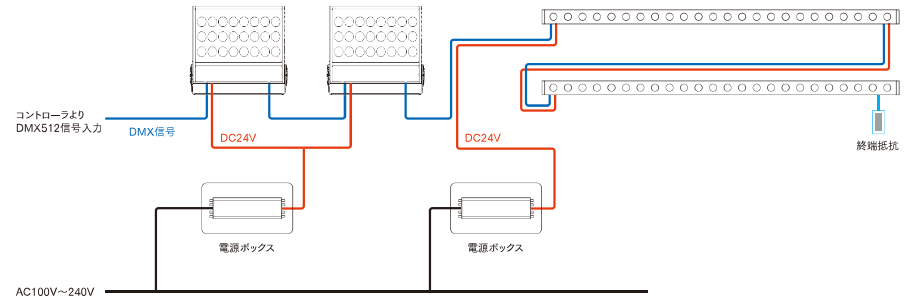 コントローラより
DMX512信号入力
DMX信号
DC24V
DC24V
終端抵抗
電源ボックス
電源ボックス
AC100V〜240V